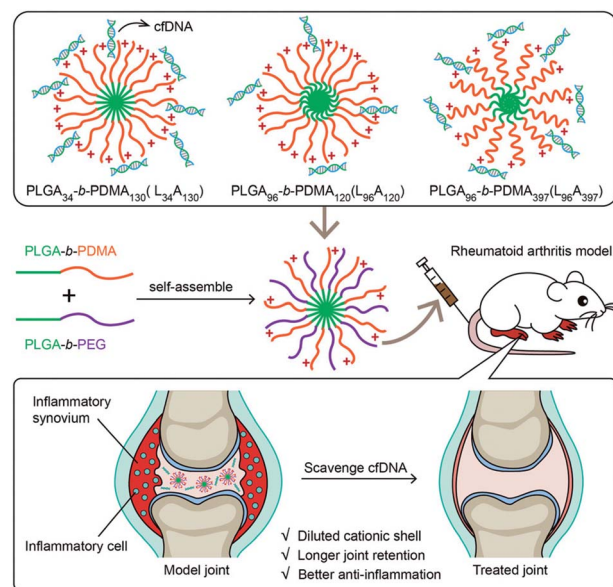 cfDNA
PLGA34-b-PDMA130( L34A130)
PLGA96-b-PDMA120(L96A120)
PLGA96-b-PDMA397(L96A397)
PLGA-b-PDMA
+
PLGA-b-PEG
self-assemble
Rheumatoid arthritis model
Inflammatory
synovium
Inflammatory cell
Model joint
Scavenge cfDNA
√ Diluted cationic shell
√ Longer joint retention
√ Better anti-inflammation
Treated joint